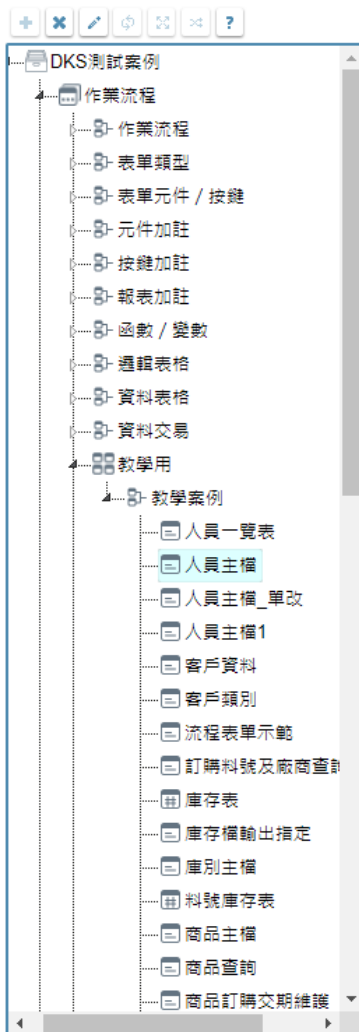 ?
DKS測試案例
作業流程
作業流程
表單類型
表單元件 / 按鍵
元件加註
按鍵加註
報表加註
函數 / 變數
邏輯表格
資料表格
資料交易
教學用
教學案例
人員一覽表
人員主檔
人員主檔_單改
人員主檔1
客戶資料
客戶類別
流程表單示範
訂購料號及廠商查詢
庫存表
庫存檔輸出指定
庫別主檔
料號庫存表
商品主檔
商品查詢
商品訂購交期維護